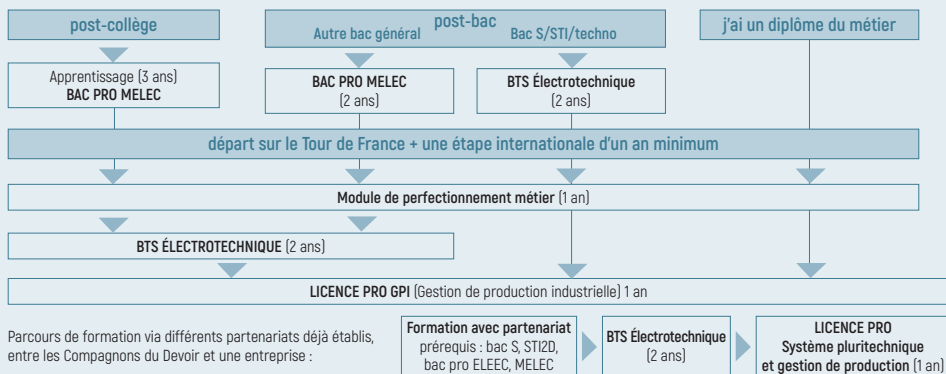 post-collège
post-bac
Autre bac général
Bac S/STI/techno
j'ai un diplôme du métier
Apprentissage (3 ans)
BAC PRO MELEC
BAC PRO MELEC
(2 ans)
BTS Électrotechnique
(2 ans)
départ sur le Tour de France + une étape internationale d'un an minimum
Module de perfectionnement métier (1 an)
BTS ÉLECTROTECHNIQUE (2 ans)
LICENCE PRO GPI (Gestion de production industrielle) 1 an
Parcours de formation via différents partenariats déjà établis,
entre les Compagnons du Devoir et une entreprise :
Formation avec partenariat
prérequis : bac S, STI2D,
bac pro ELEEC, MELEC
BTS Électrotechnique
(2 ans)
LICENCE PRO
Système pluritechnique
et gestion de production (1 an)